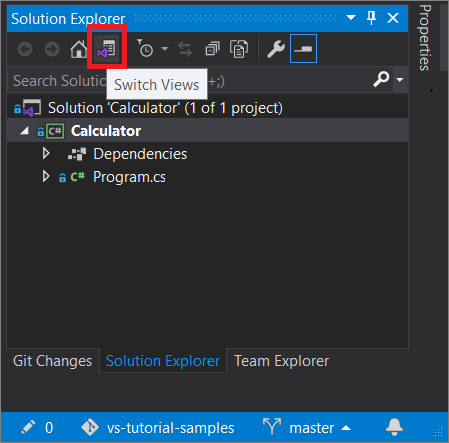 Solution Explorer
Properties
Search Solutio +;)
Switch Views
Solution 'Calculator' (1 of 1 project)
C# Calculator
Dependencies
C# Program.cs
Git Changes Solution Explorer Team Explorer
0 vs-tutorial-samples master